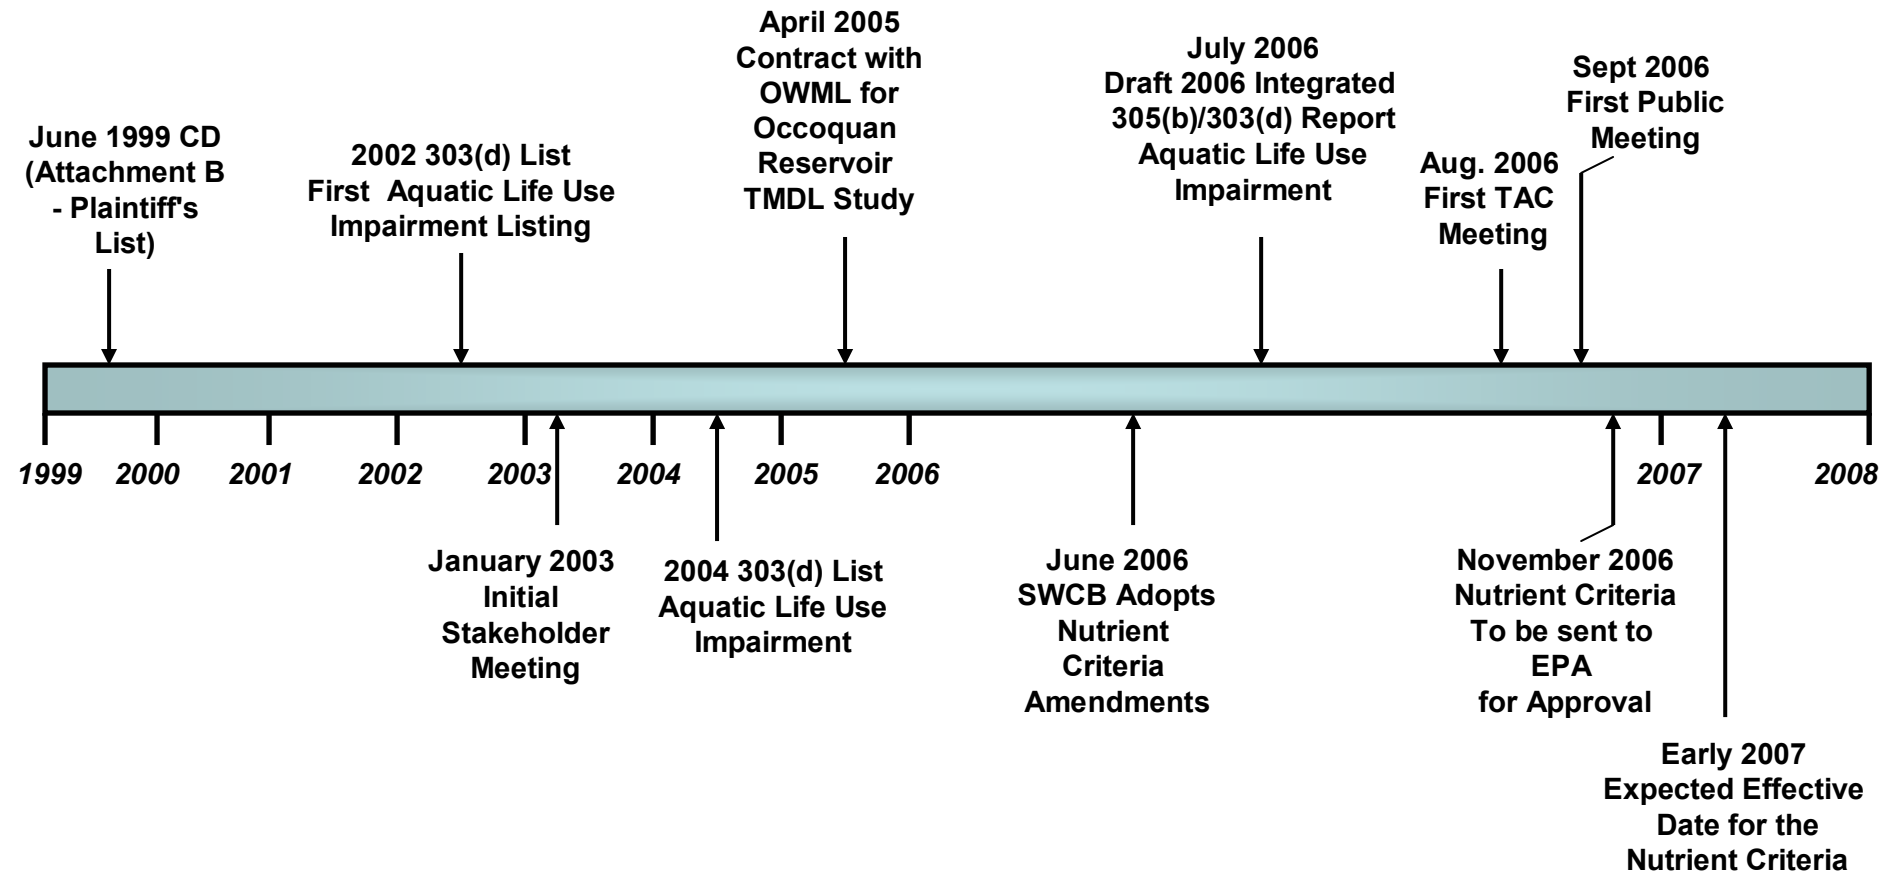 June 1999 CD
(Attachment B
- Plaintiff's
List)
2002 303(d) List
First Aquatic Life Use
Impairment Listing
April 2005
Contract with
OWML for
Occoquan
Reservoir
TMDL Study
July 2006
Draft 2006 Integrated
305(b)/303(d) Report
Aquatic Life Use
Impairment
Aug. 2006
First TAC
Meeting
Sept 2006
First Public
Meeting
1999 2000 2001 2002 2003 2004 2005 2006 2007 2008
January 2003
Initial
Stakeholder
Meeting
2004 303(d) List
Aquatic Life Use
Impairment
June 2006
SWCB Adopts
Nutrient
Criteria
Amendments
November 2006
Nutrient Criteria
To be sent to
EPA
for Approval
Early 2007
Expected Effective
Date for the
Nutrient Criteria